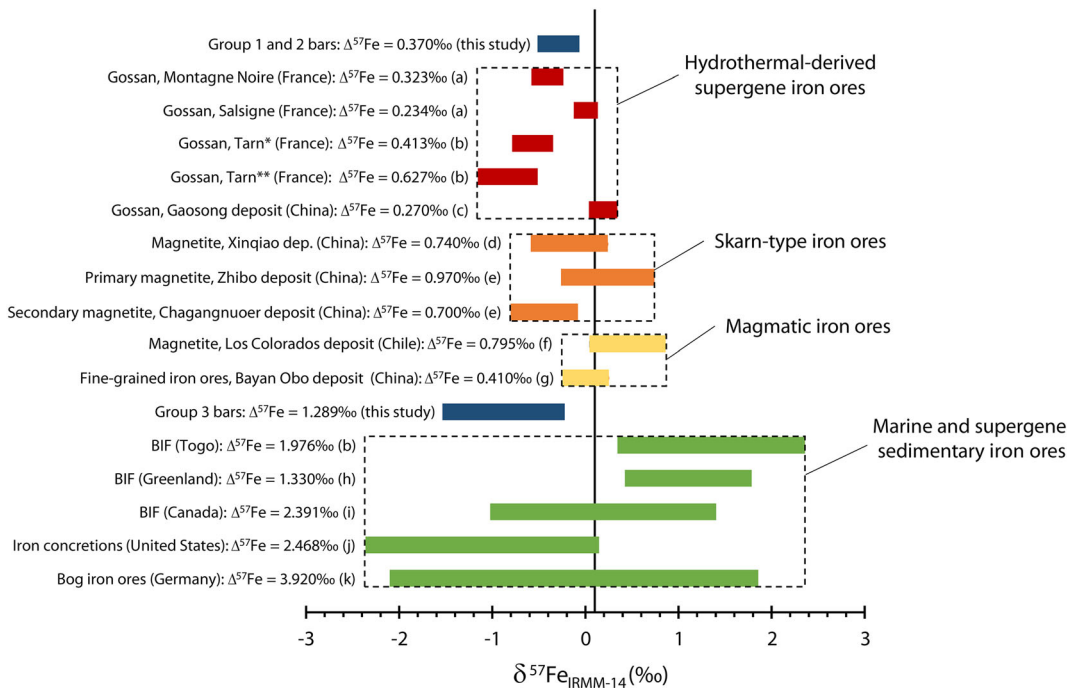 Group 1 and 2 bars: Δ⁵⁷Fe = 0.370‰ (this study)
Hydrothermal-derived
supergene iron ores
Gossan, Montagne Noire (France): Δ⁵⁷Fe = 0.323‰ (a)
Gossan, Salsigne (France): Δ⁵⁷Fe = 0.234‰ (a)
Gossan, Tarn* (France): Δ⁵⁷Fe = 0.413‰ (b)
Gossan, Tarn** (France): Δ⁵⁷Fe = 0.627‰ (b)
Gossan, Gaosong deposit (China): Δ⁵⁷Fe = 0.270‰ (c)
Magnetite, Xinqiao dep. (China): Δ⁵⁷Fe = 0.740‰ (d)
Skarn-type iron ores
Primary magnetite, Zhibo deposit (China): Δ⁵⁷Fe = 0.970‰ (e)
Secondary magnetite, Chagangnuoer deposit (China): Δ⁵⁷Fe = 0.700‰ (e)
Magmatic iron ores
Magnetite, Los Colorados deposit (Chile): Δ⁵⁷Fe = 0.795‰ (f)
Fine-grained iron ores, Bayan Obo deposit (China): Δ⁵⁷Fe = 0.410‰ (g)
Group 3 bars: Δ⁵⁷Fe = 1.289‰ (this study)
Marine and supergene
sedimentary iron ores
BIF (Togo): Δ⁵⁷Fe = 1.976‰ (b)
BIF (Greenland): Δ⁵⁷Fe = 1.330‰ (h)
BIF (Canada): Δ⁵⁷Fe = 2.391‰ (i)
Iron concretions (United States): Δ⁵⁷Fe = 2.468‰ (j)
Bog iron ores (Germany): Δ⁵⁷Fe = 3.920‰ (k)
-3 -2 -1 0 1 2 3
δ⁵⁷Fe_IRMM-14 (‰)